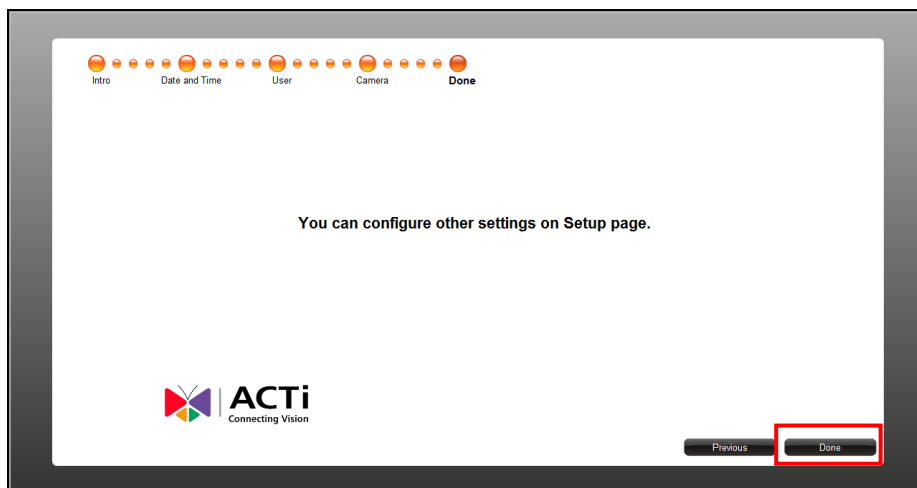 Intro Date and Time User Camera Done
You can configure other settings on Setup page.
ACTi
Connecting Vision
Previous Done